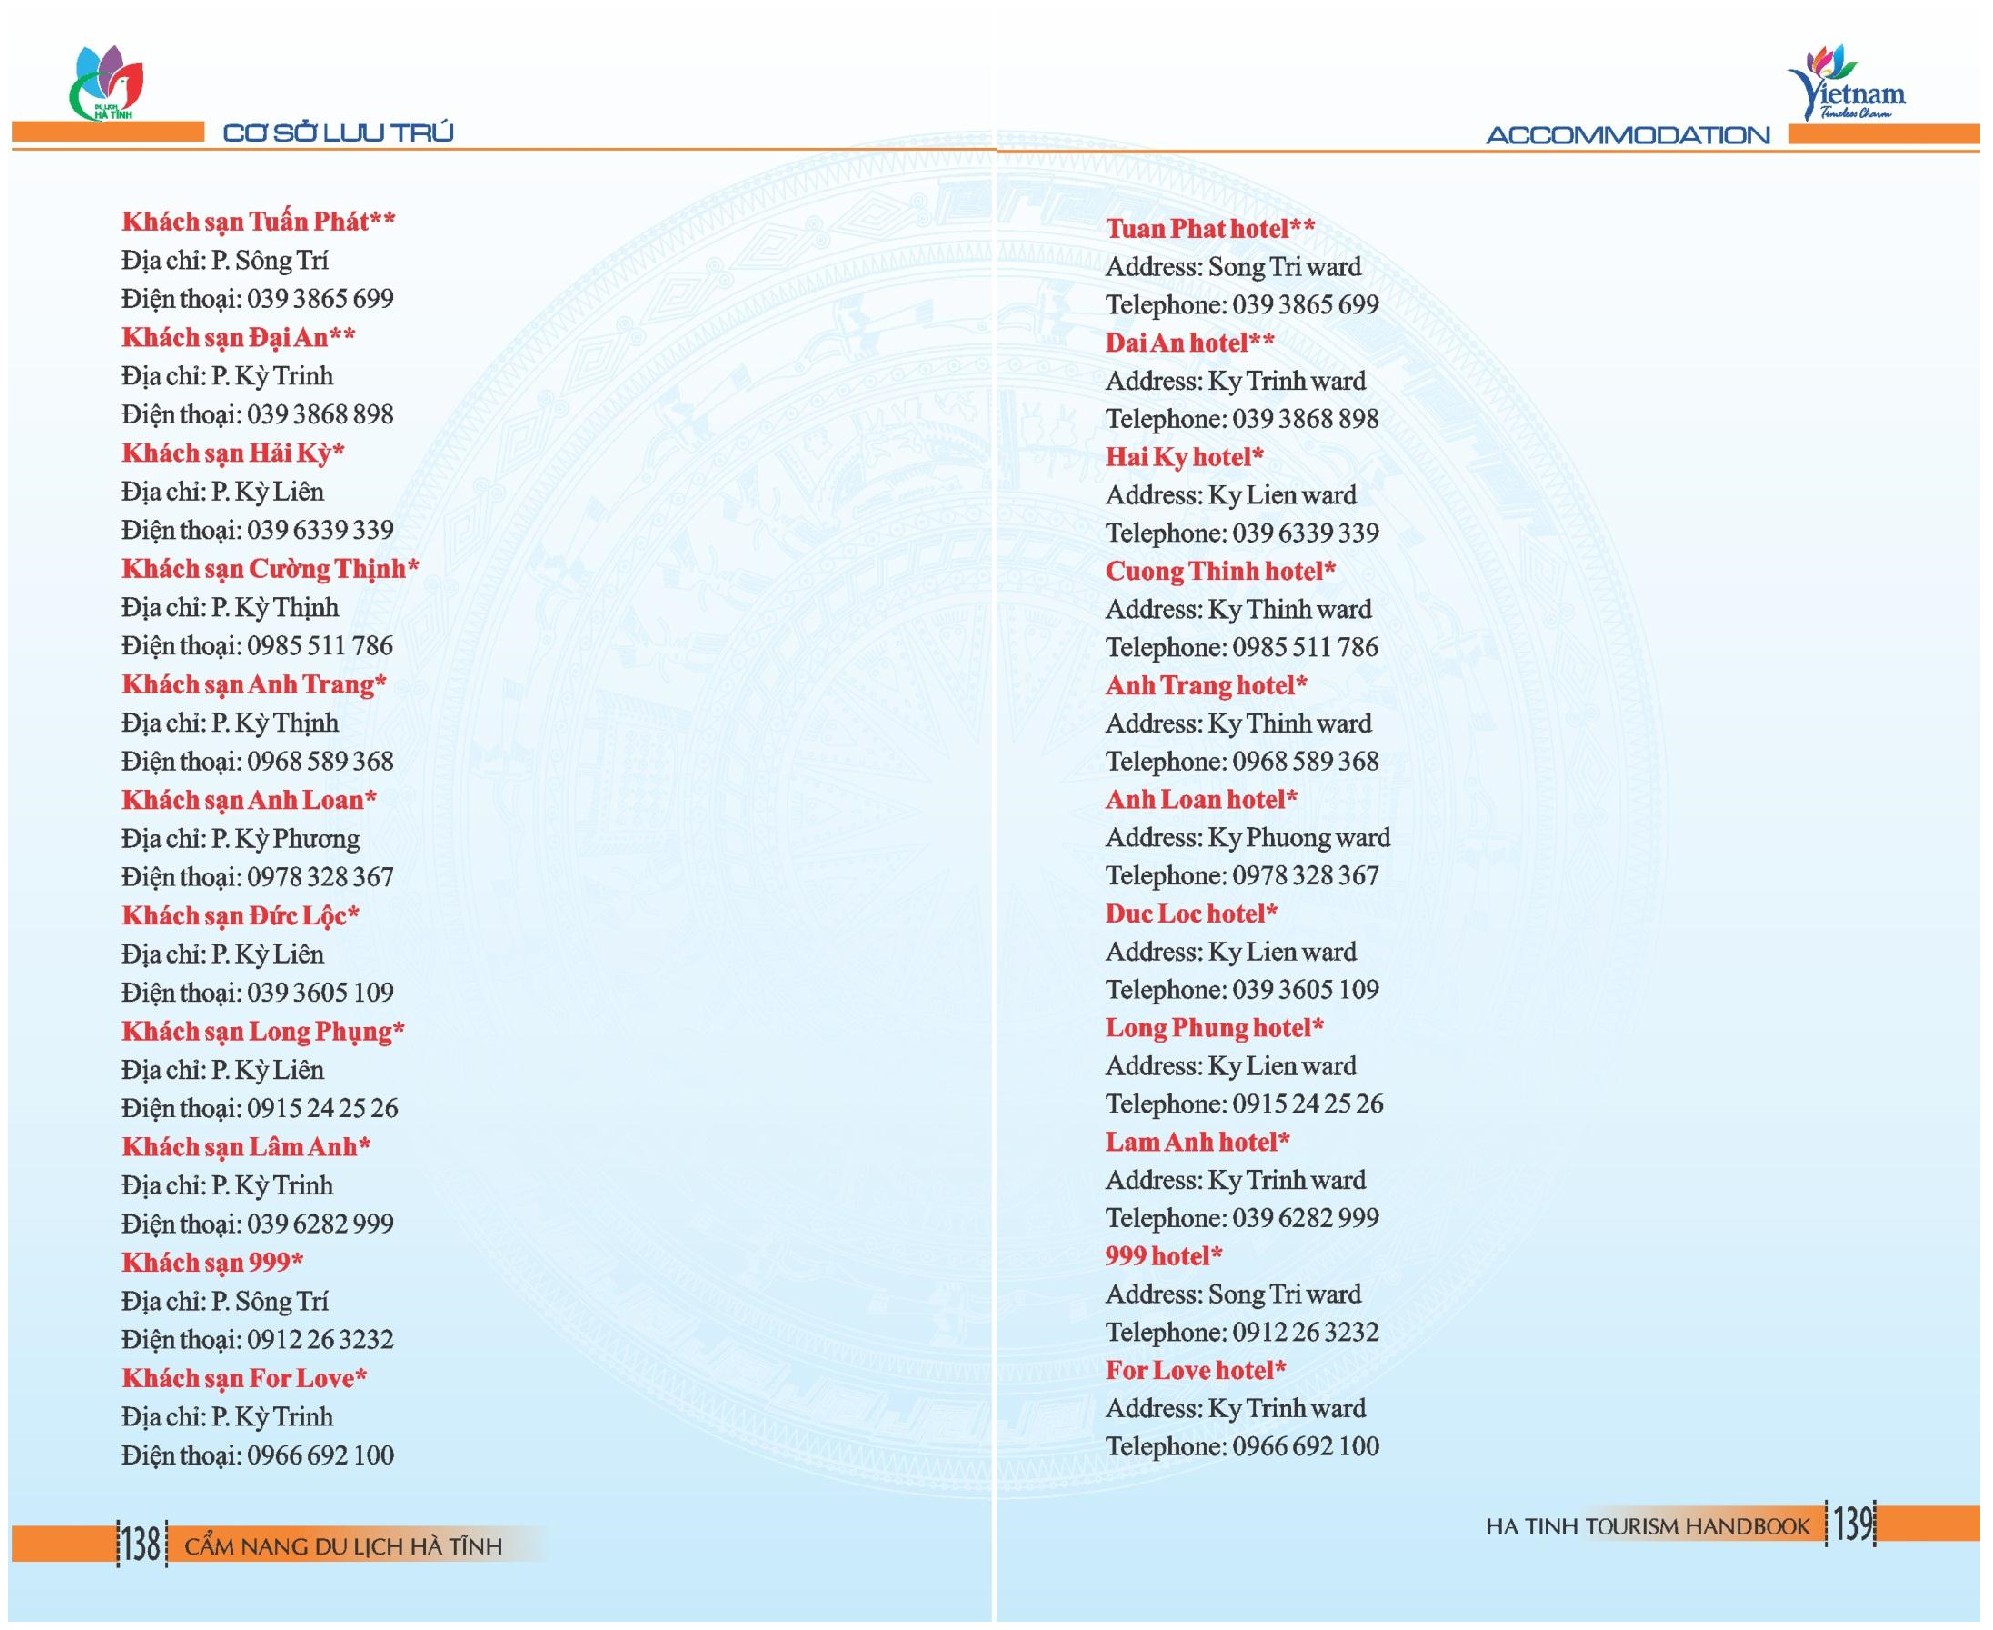 DU LỊCH
HÀ TĨNH
CƠ SỞ LƯU TRÚ
Khách sạn Tuấn Phát**
Địa chỉ: P. Sông Trí
Điện thoại: 039 3865 699
Khách sạn Đại An**
Địa chỉ: P. Kỳ Trinh
Điện thoại: 039 3868 898
Khách sạn Hải Kỳ*
Địa chỉ: P. Kỳ Liên
Điện thoại: 039 6339 339
Khách sạn Cường Thịnh*
Địa chỉ: P. Kỳ Thịnh
Điện thoại: 0985 511 786
Khách sạn Anh Trang*
Địa chỉ: P. Kỳ Thịnh
Điện thoại: 0968 589 368
Khách sạn Anh Loan*
Địa chỉ: P. Kỳ Phương
Điện thoại: 0978 328 367
Khách sạn Đức Lộc*
Địa chỉ: P. Kỳ Liên
Điện thoại: 039 3605 109
Khách sạn Long Phụng*
Địa chỉ: P. Kỳ Liên
Điện thoại: 0915 24 25 26
Khách sạn Lâm Anh*
Địa chỉ: P. Kỳ Trinh
Điện thoại: 039 6282 999
Khách sạn 999*
Địa chỉ: P. Sông Trí
Điện thoại: 0912 26 3232
Khách sạn For Love*
Địa chỉ: P. Kỳ Trinh
Điện thoại: 0966 692 100
138 CẨM NANG DU LỊCH HÀ TĨNH
Vietnam
Timeless Charm
ACCOMMODATION
Tuan Phat hotel**
Address: Song Tri ward
Telephone: 039 3865 699
Dai An hotel**
Address: Ky Trinh ward
Telephone: 039 3868 898
Hai Ky hotel*
Address: Ky Lien ward
Telephone: 039 6339 339
Cuong Thinh hotel*
Address: Ky Thinh ward
Telephone: 0985 511 786
Anh Trang hotel*
Address: Ky Thinh ward
Telephone: 0968 589 368
Anh Loan hotel*
Address: Ky Phuong ward
Telephone: 0978 328 367
Duc Loc hotel*
Address: Ky Lien ward
Telephone: 039 3605 109
Long Phung hotel*
Address: Ky Lien ward
Telephone: 0915 24 25 26
Lam Anh hotel*
Address: Ky Trinh ward
Telephone: 039 6282 999
999 hotel*
Address: Song Tri ward
Telephone: 0912 26 3232
For Love hotel*
Address: Ky Trinh ward
Telephone: 0966 692 100
HA TINH TOURISM HANDBOOK 139